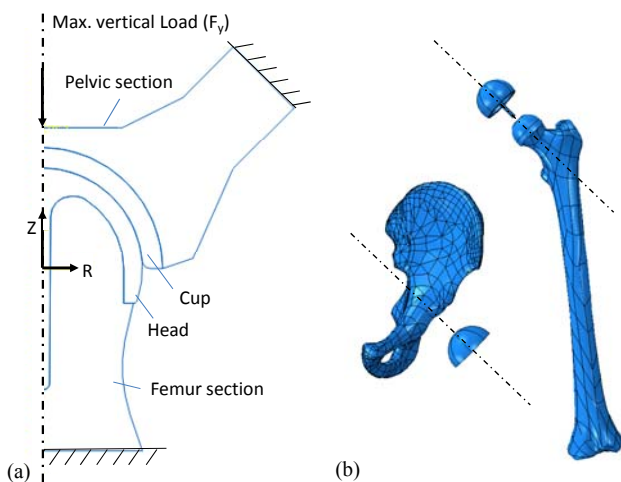 Max. vertical Load (Fy)
Pelvic section
Z
R
Cup
Head
Femur section
(a)
(b)